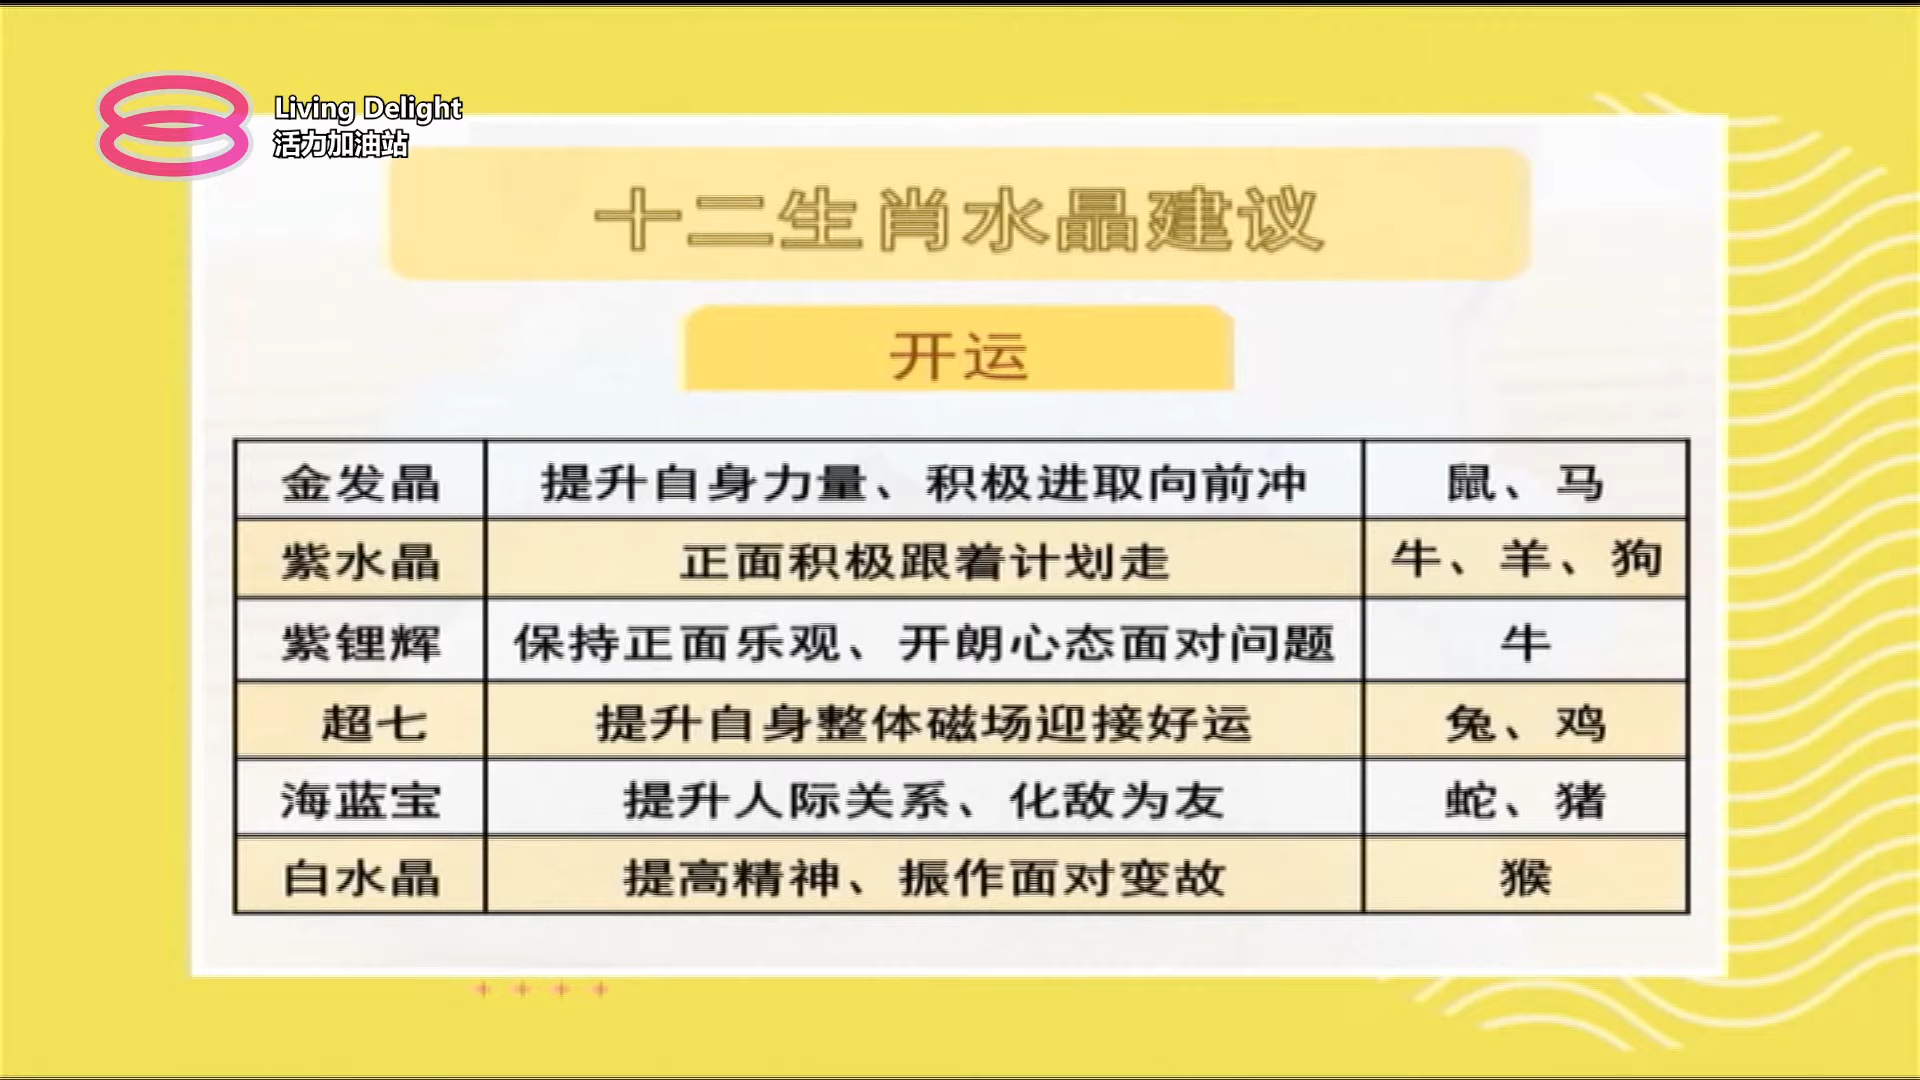 Living Delight
活力加油站
十二生肖水晶建议
开运
金发晶 提升自身力量、积极进取向前冲 鼠、马
紫水晶 正面积极跟着计划走 牛、羊、狗
紫锂辉 保持正面乐观、开朗心态面对问题 牛
超七 提升自身整体磁场迎接好运 兔、鸡
海蓝宝 提升人际关系、化敌为友 蛇、猪
白水晶 提高精神、振作面对变故 猴